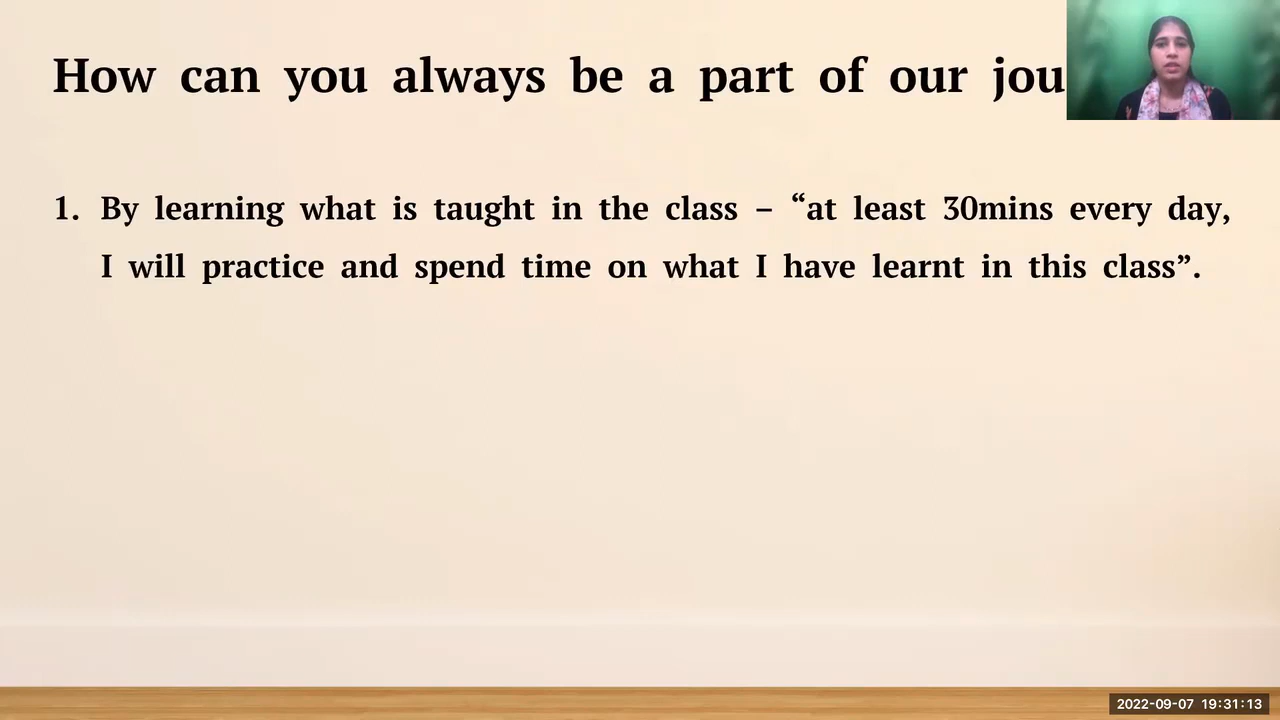 How can you always be a part of our jou
1. By learning what is taught in the class – “at least 30mins every day,
I will practice and spend time on what I have learnt in this class”.
2022-09-07 19:31:13